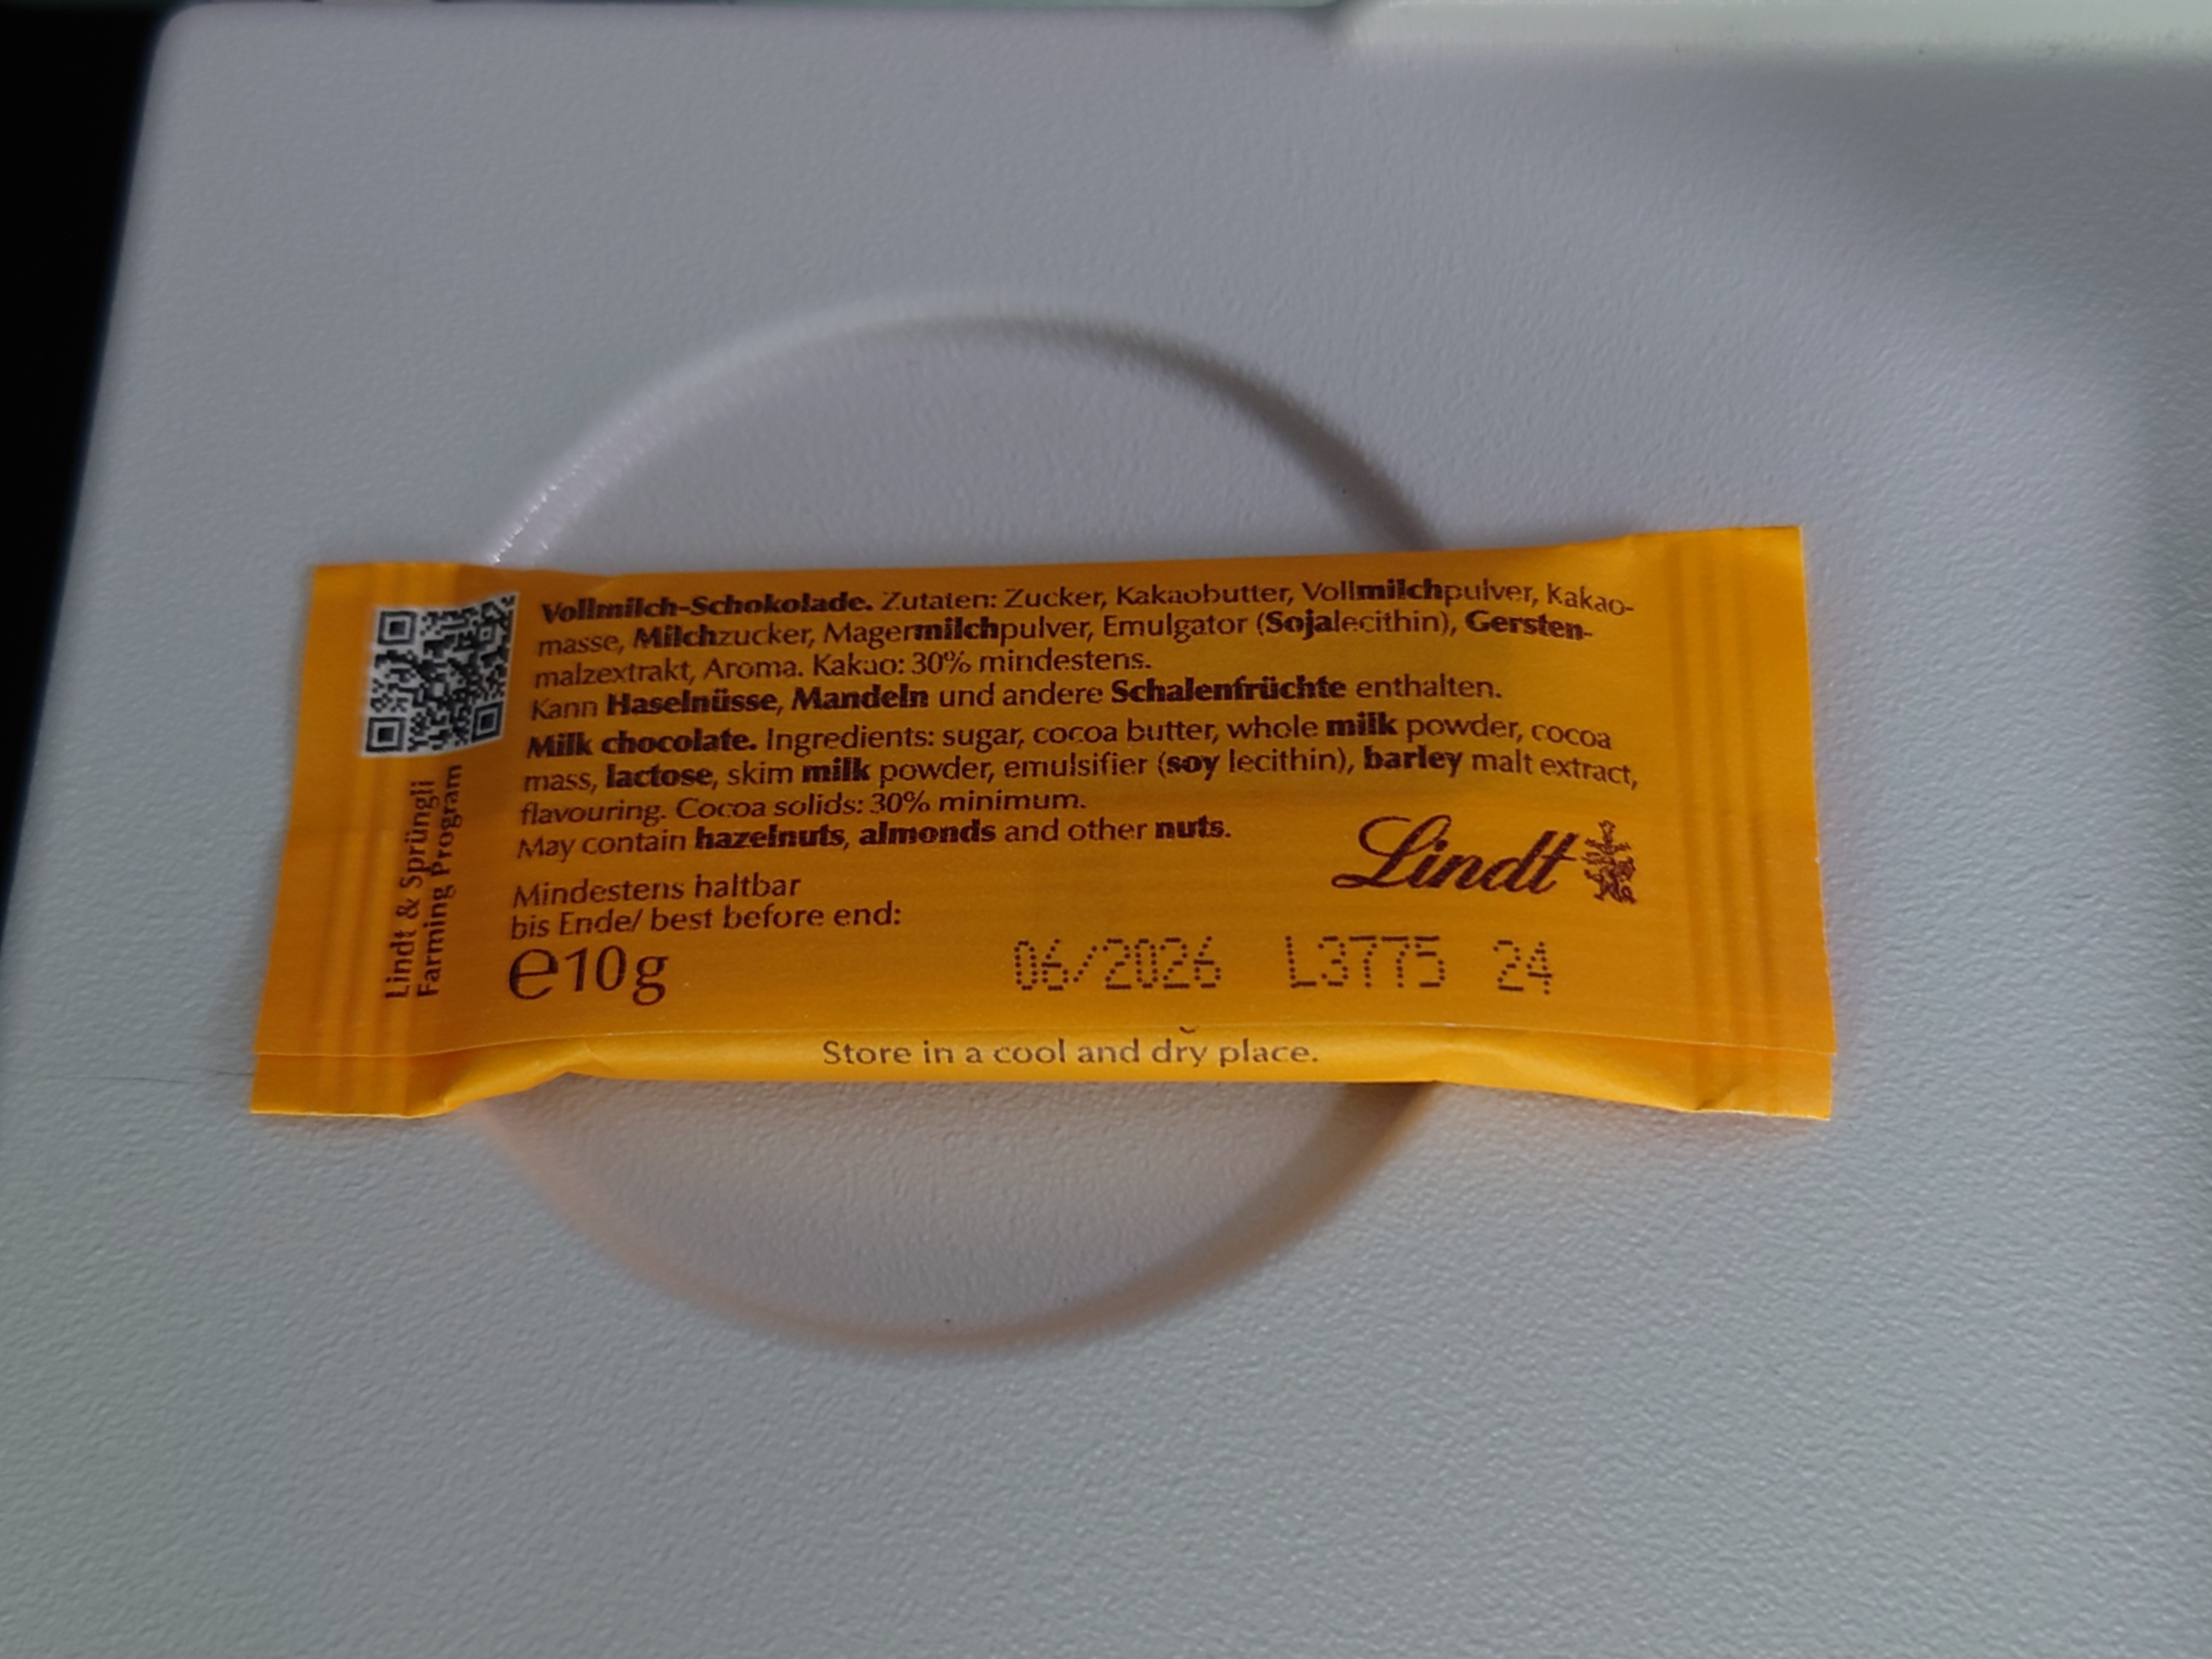 Vollmilch-Schokolade. Zutaten: Zucker, Kakaobutter, Vollmilchpulver, Kakao-
masse, Milchzucker, Magermilchpulver, Emulgator (Sojalecithin), Gersten-
malzextrakt, Aroma. Kakao: 30% mindestens.
Kann Haselnüsse, Mandeln und andere Schalenfrüchte enthalten.
Milk chocolate. Ingredients: sugar, cocoa butter, whole milk powder, cocoa
mass, lactose, skim milk powder, emulsifier (soy lecithin), barley malt extract,
flavouring. Cocoa solids: 30% minimum.
May contain hazelnuts, almonds and other nuts.
Lindt
Mindestens haltbar
bis Ende/ best before end:
℮10g
06/2026 L3775 24
Store in a cool and dry place.
Lindt & Sprüngli
Farming Program